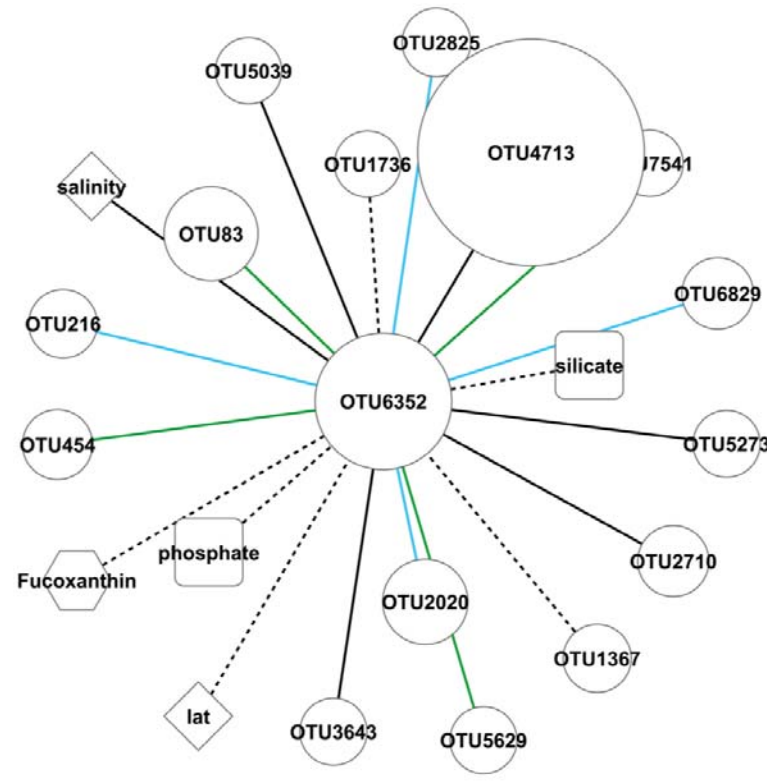 OTU2825
OTU5039
OTU4713
OTU1736
salinity
OTU83
OTU6829
OTU216
silicate
OTU6352
OTU454
OTU5273
phosphate
OTU2710
Fucoxanthin
OTU2020
OTU1367
lat
OTU3643
OTU5629